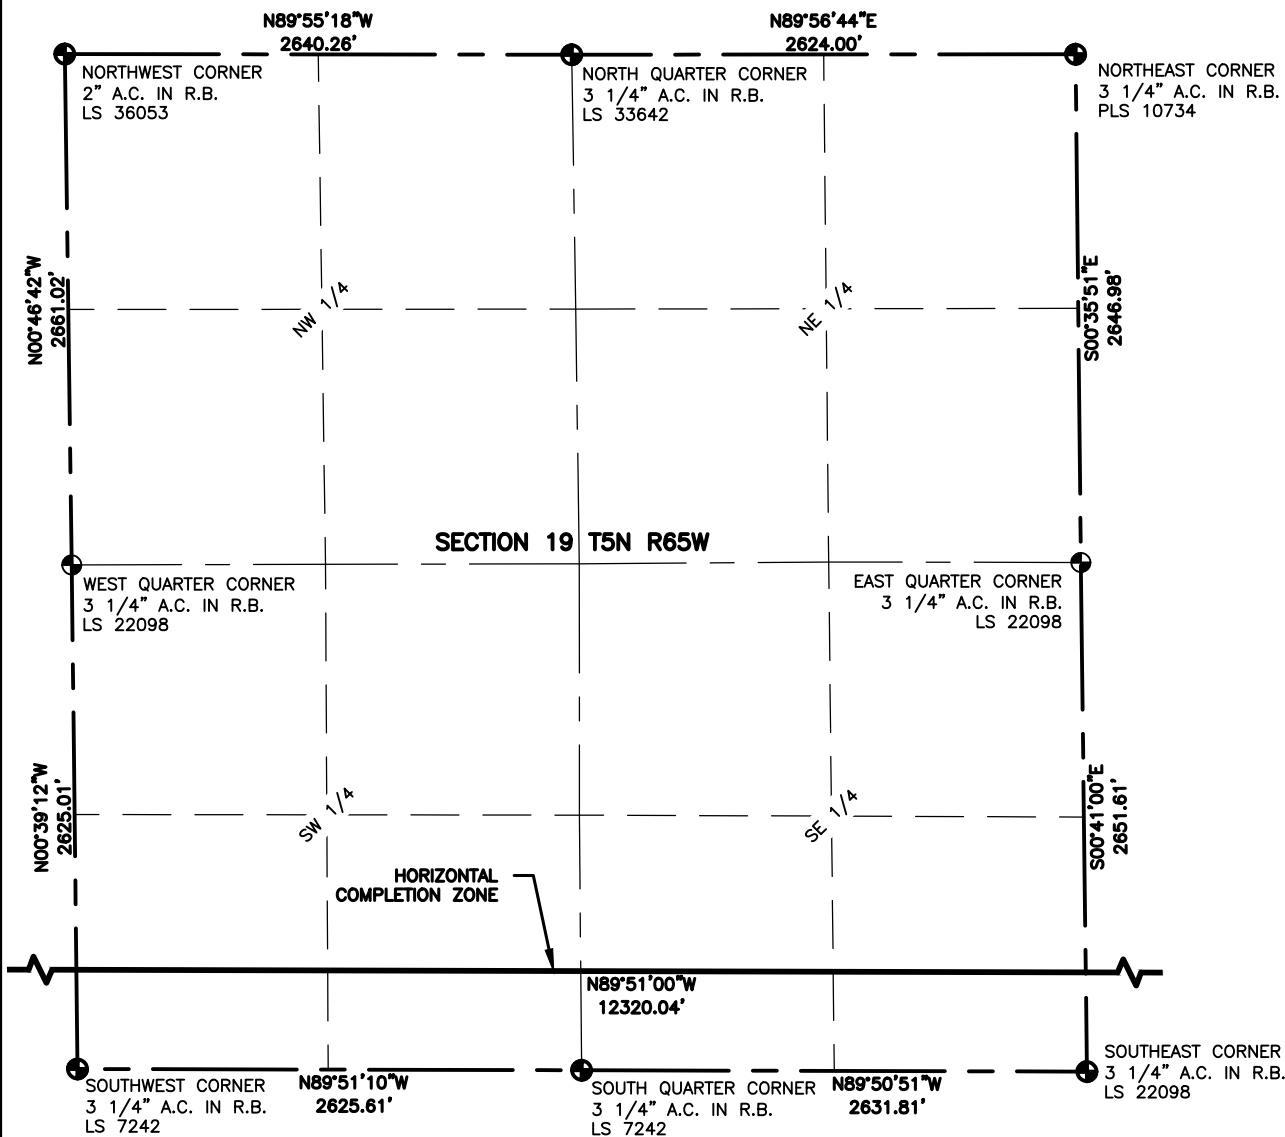 N89°55'18"W
2640.26'
N89°56'44"E
2624.00'
NORTHWEST CORNER
2" A.C. IN R.B.
LS 36053
NORTH QUARTER CORNER
3 1/4" A.C. IN R.B.
LS 33642
NORTHEAST CORNER
3 1/4" A.C. IN R.B.
PLS 10734
N00°46'42"W
2661.02'
NW 1/4
NE 1/4
S00°35'51"E
2646.98'
SECTION 19 T5N R65W
WEST QUARTER CORNER
3 1/4" A.C. IN R.B.
LS 22098
EAST QUARTER CORNER
3 1/4" A.C. IN R.B.
LS 22098
N00°39'12"W
2625.01'
SW 1/4
SE 1/4
S00°41'00"E
2651.61'
HORIZONTAL
COMPLETION ZONE
N89°51'00"W
12320.04'
SOUTHWEST CORNER
3 1/4" A.C. IN R.B.
LS 7242
N89°51'10"W
2625.61'
SOUTH QUARTER CORNER
3 1/4" A.C. IN R.B.
LS 7242
N89°50'51"W
2631.81'
SOUTHEAST CORNER
3 1/4" A.C. IN R.B.
LS 22098